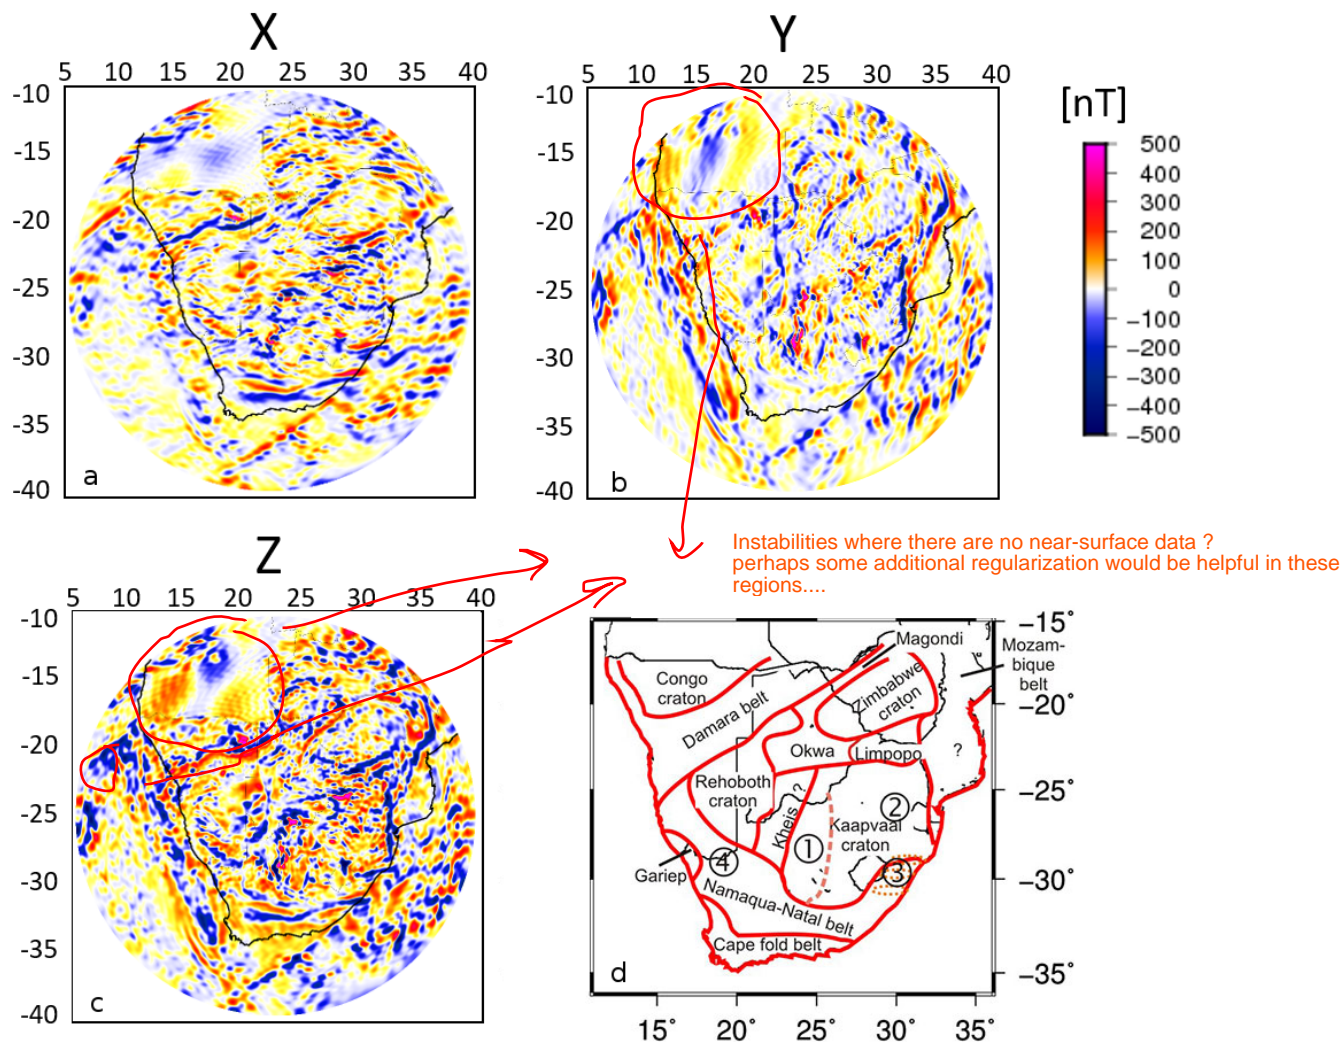 X
Y
5 10 15 20 25 30 35 40
5 10 15 20 25 30 35 40
-10
-15
-20
-25
-30
-35
-40
a
-10
-15
-20
-25
-30
-35
-40
b
[nT]
500
400
300
200
100
0
-100
-200
-300
-400
-500
Instabilities where there are no near-surface data ?
perhaps some additional regularization would be helpful in these
regions....
Z
5 10 15 20 25 30 35 40
-10
-15
-20
-25
-30
-35
-40
c
Magondi
Mozam-
bique
belt
Congo
craton
Zimbabwe
craton
Damara belt
Okwa
Limpopo
?
Rehoboth
craton
Kheis ?
2
Kaapvaal
craton
1
4
3
Gariep
Namaqua-Natal belt
Cape fold belt
d
-15°
-20°
-25°
-30°
-35°
15° 20° 25° 30° 35°